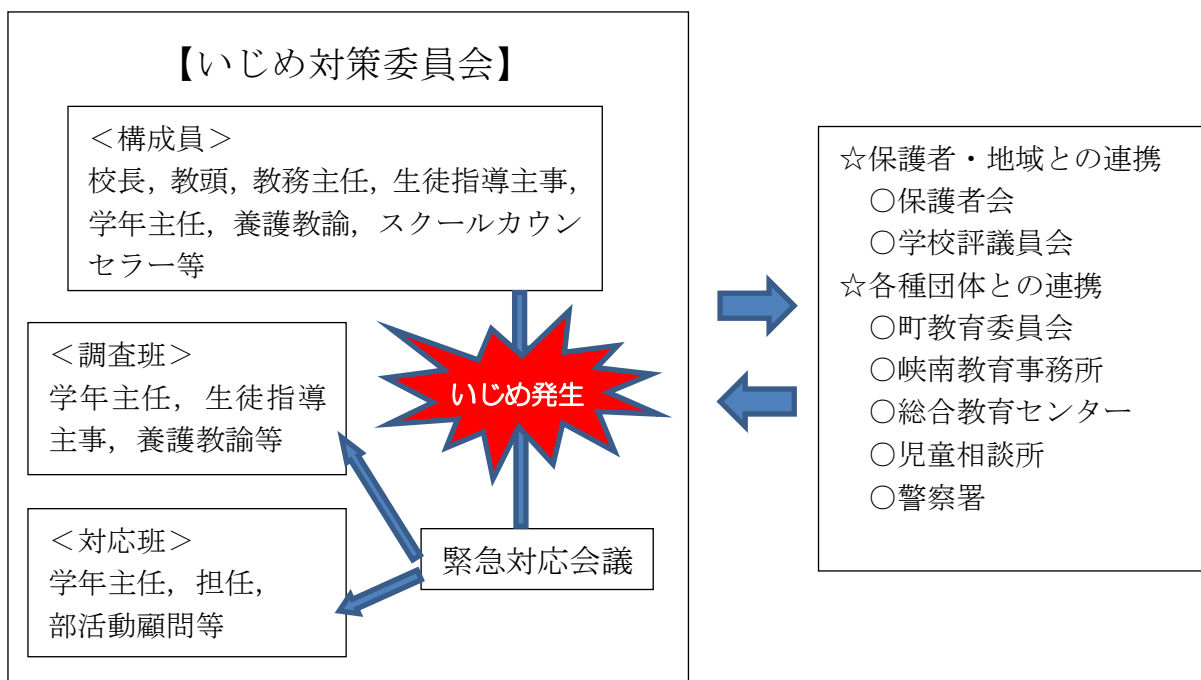 【いじめ対策委員会】
＜構成員＞
校長，教頭，教務主任，生徒指導主事，
学年主任，養護教諭，スクールカウン
セラー等
＜調査班＞
学年主任，生徒指導
主事，養護教諭等
いじめ発生
＜対応班＞
学年主任，担任，
部活動顧問等
緊急対応会議
☆保護者・地域との連携
○保護者会
○学校評議員会
☆各種団体との連携
○町教育委員会
○峡南教育事務所
○総合教育センター
○児童相談所
○警察署